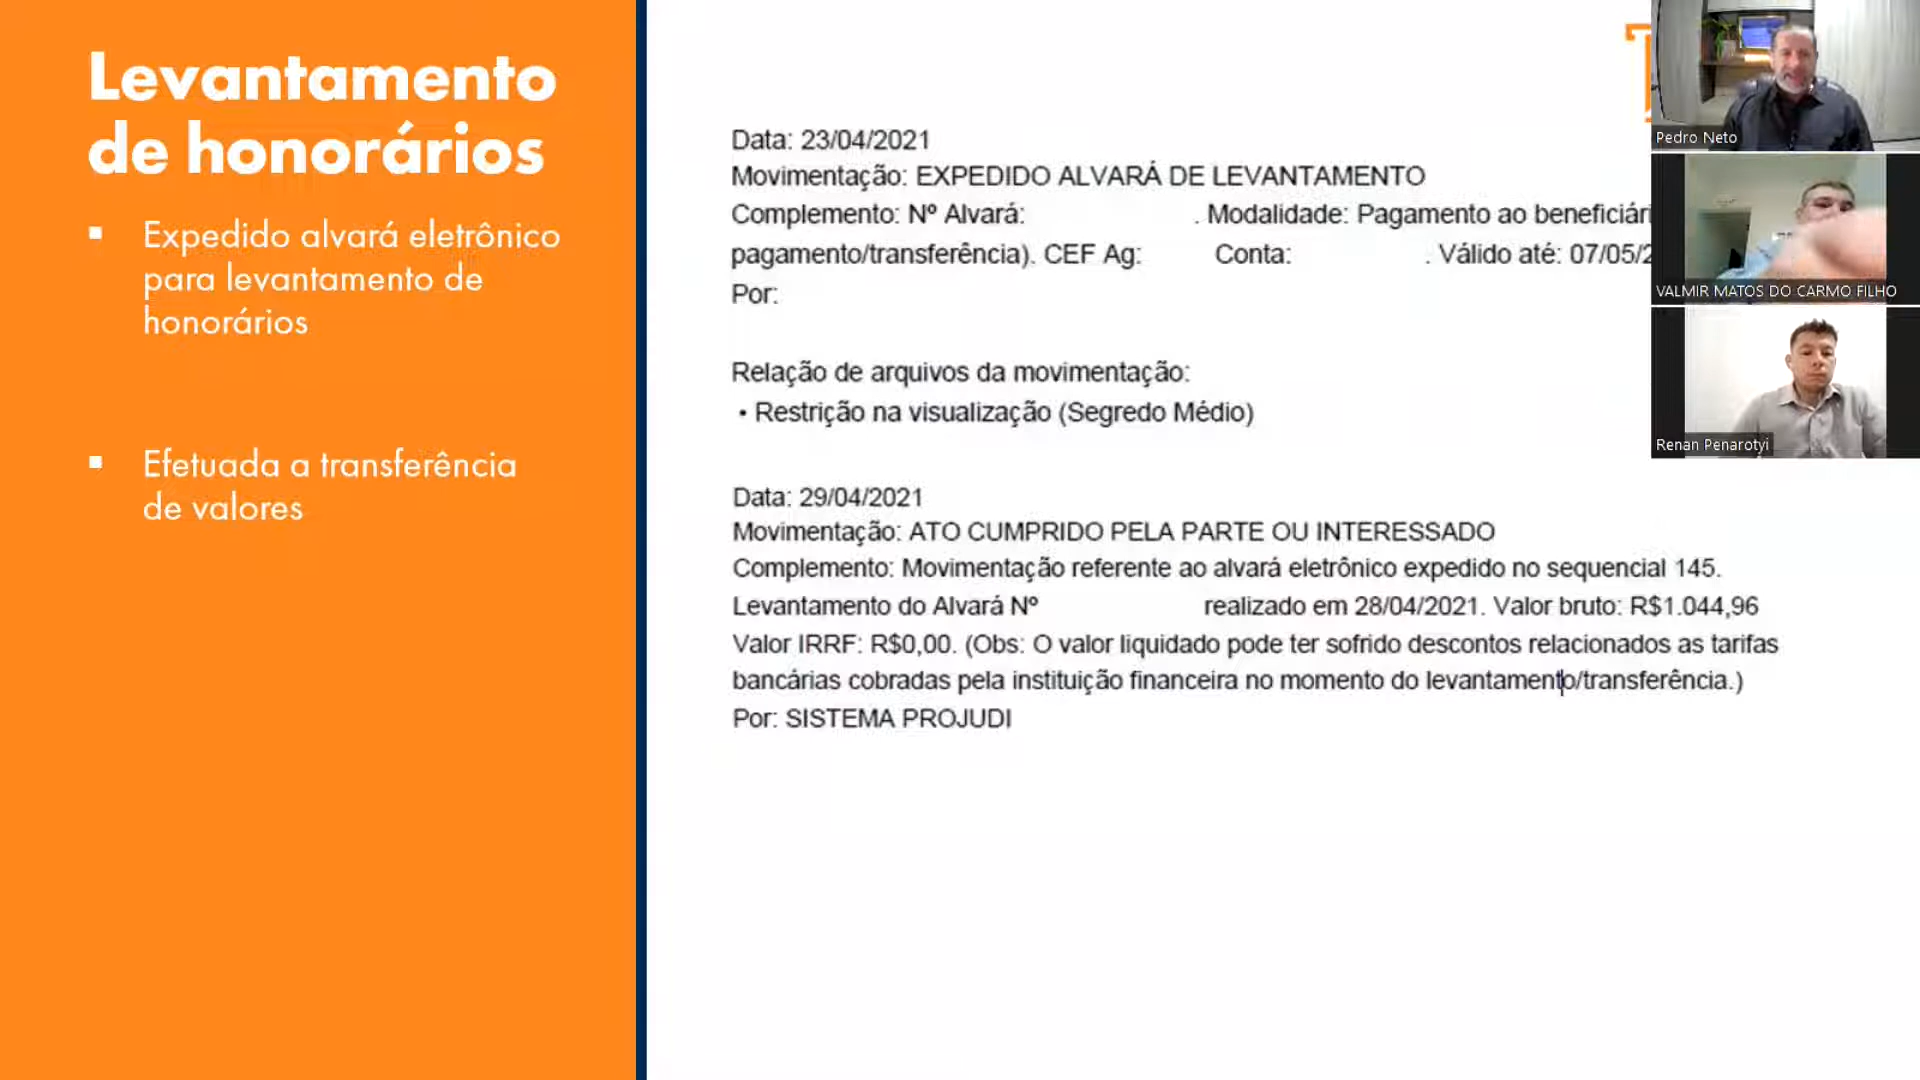 Levantamento
de honorários
▪ Expedido alvará eletrônico
para levantamento de
honorários
▪ Efetuada a transferência
de valores
Data: 23/04/2021
Movimentação: EXPEDIDO ALVARÁ DE LEVANTAMENTO
Complemento: Nº Alvará: . Modalidade: Pagamento ao beneficiári
pagamento/transferência). CEF Ag: Conta: . Válido até: 07/05/2
Por:
Relação de arquivos da movimentação:
• Restrição na visualização (Segredo Médio)
Data: 29/04/2021
Movimentação: ATO CUMPRIDO PELA PARTE OU INTERESSADO
Complemento: Movimentação referente ao alvará eletrônico expedido no sequencial 145.
Levantamento do Alvará Nº realizado em 28/04/2021. Valor bruto: R$1.044,96
Valor IRRF: R$0,00. (Obs: O valor liquidado pode ter sofrido descontos relacionados as tarifas
bancárias cobradas pela instituição financeira no momento do levantamento/transferência.)
Por: SISTEMA PROJUDI
Pedro Neto
VALMIR MATOS DO CARMO FILHO
Renan Penarotyi